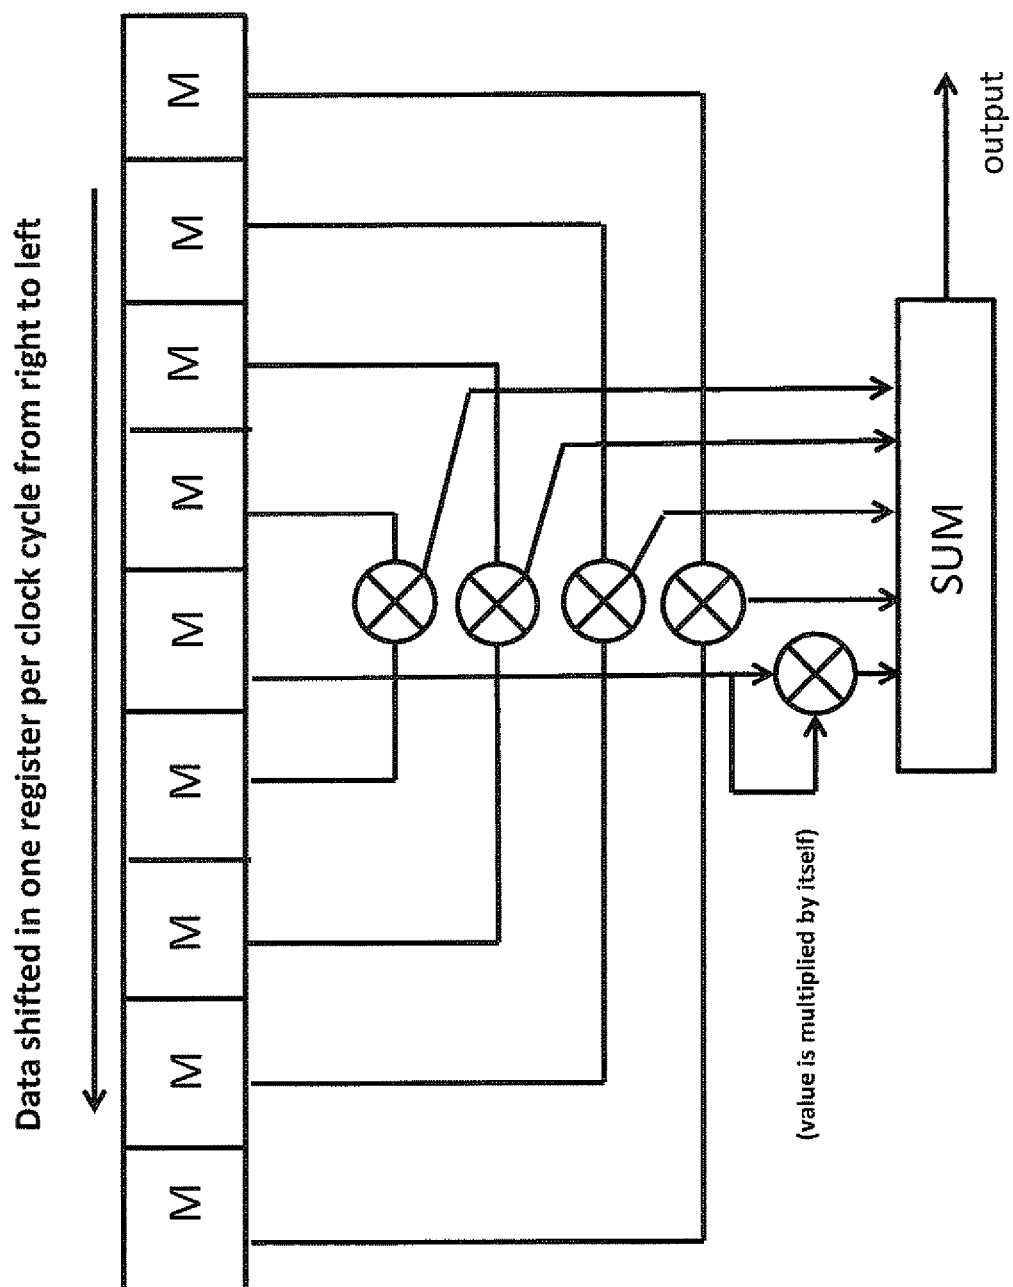 Data shifted in one register per clock cycle from right to left
M
M
M
M
M
M
M
M
M
(value is multiplied by itself)
SUM
output